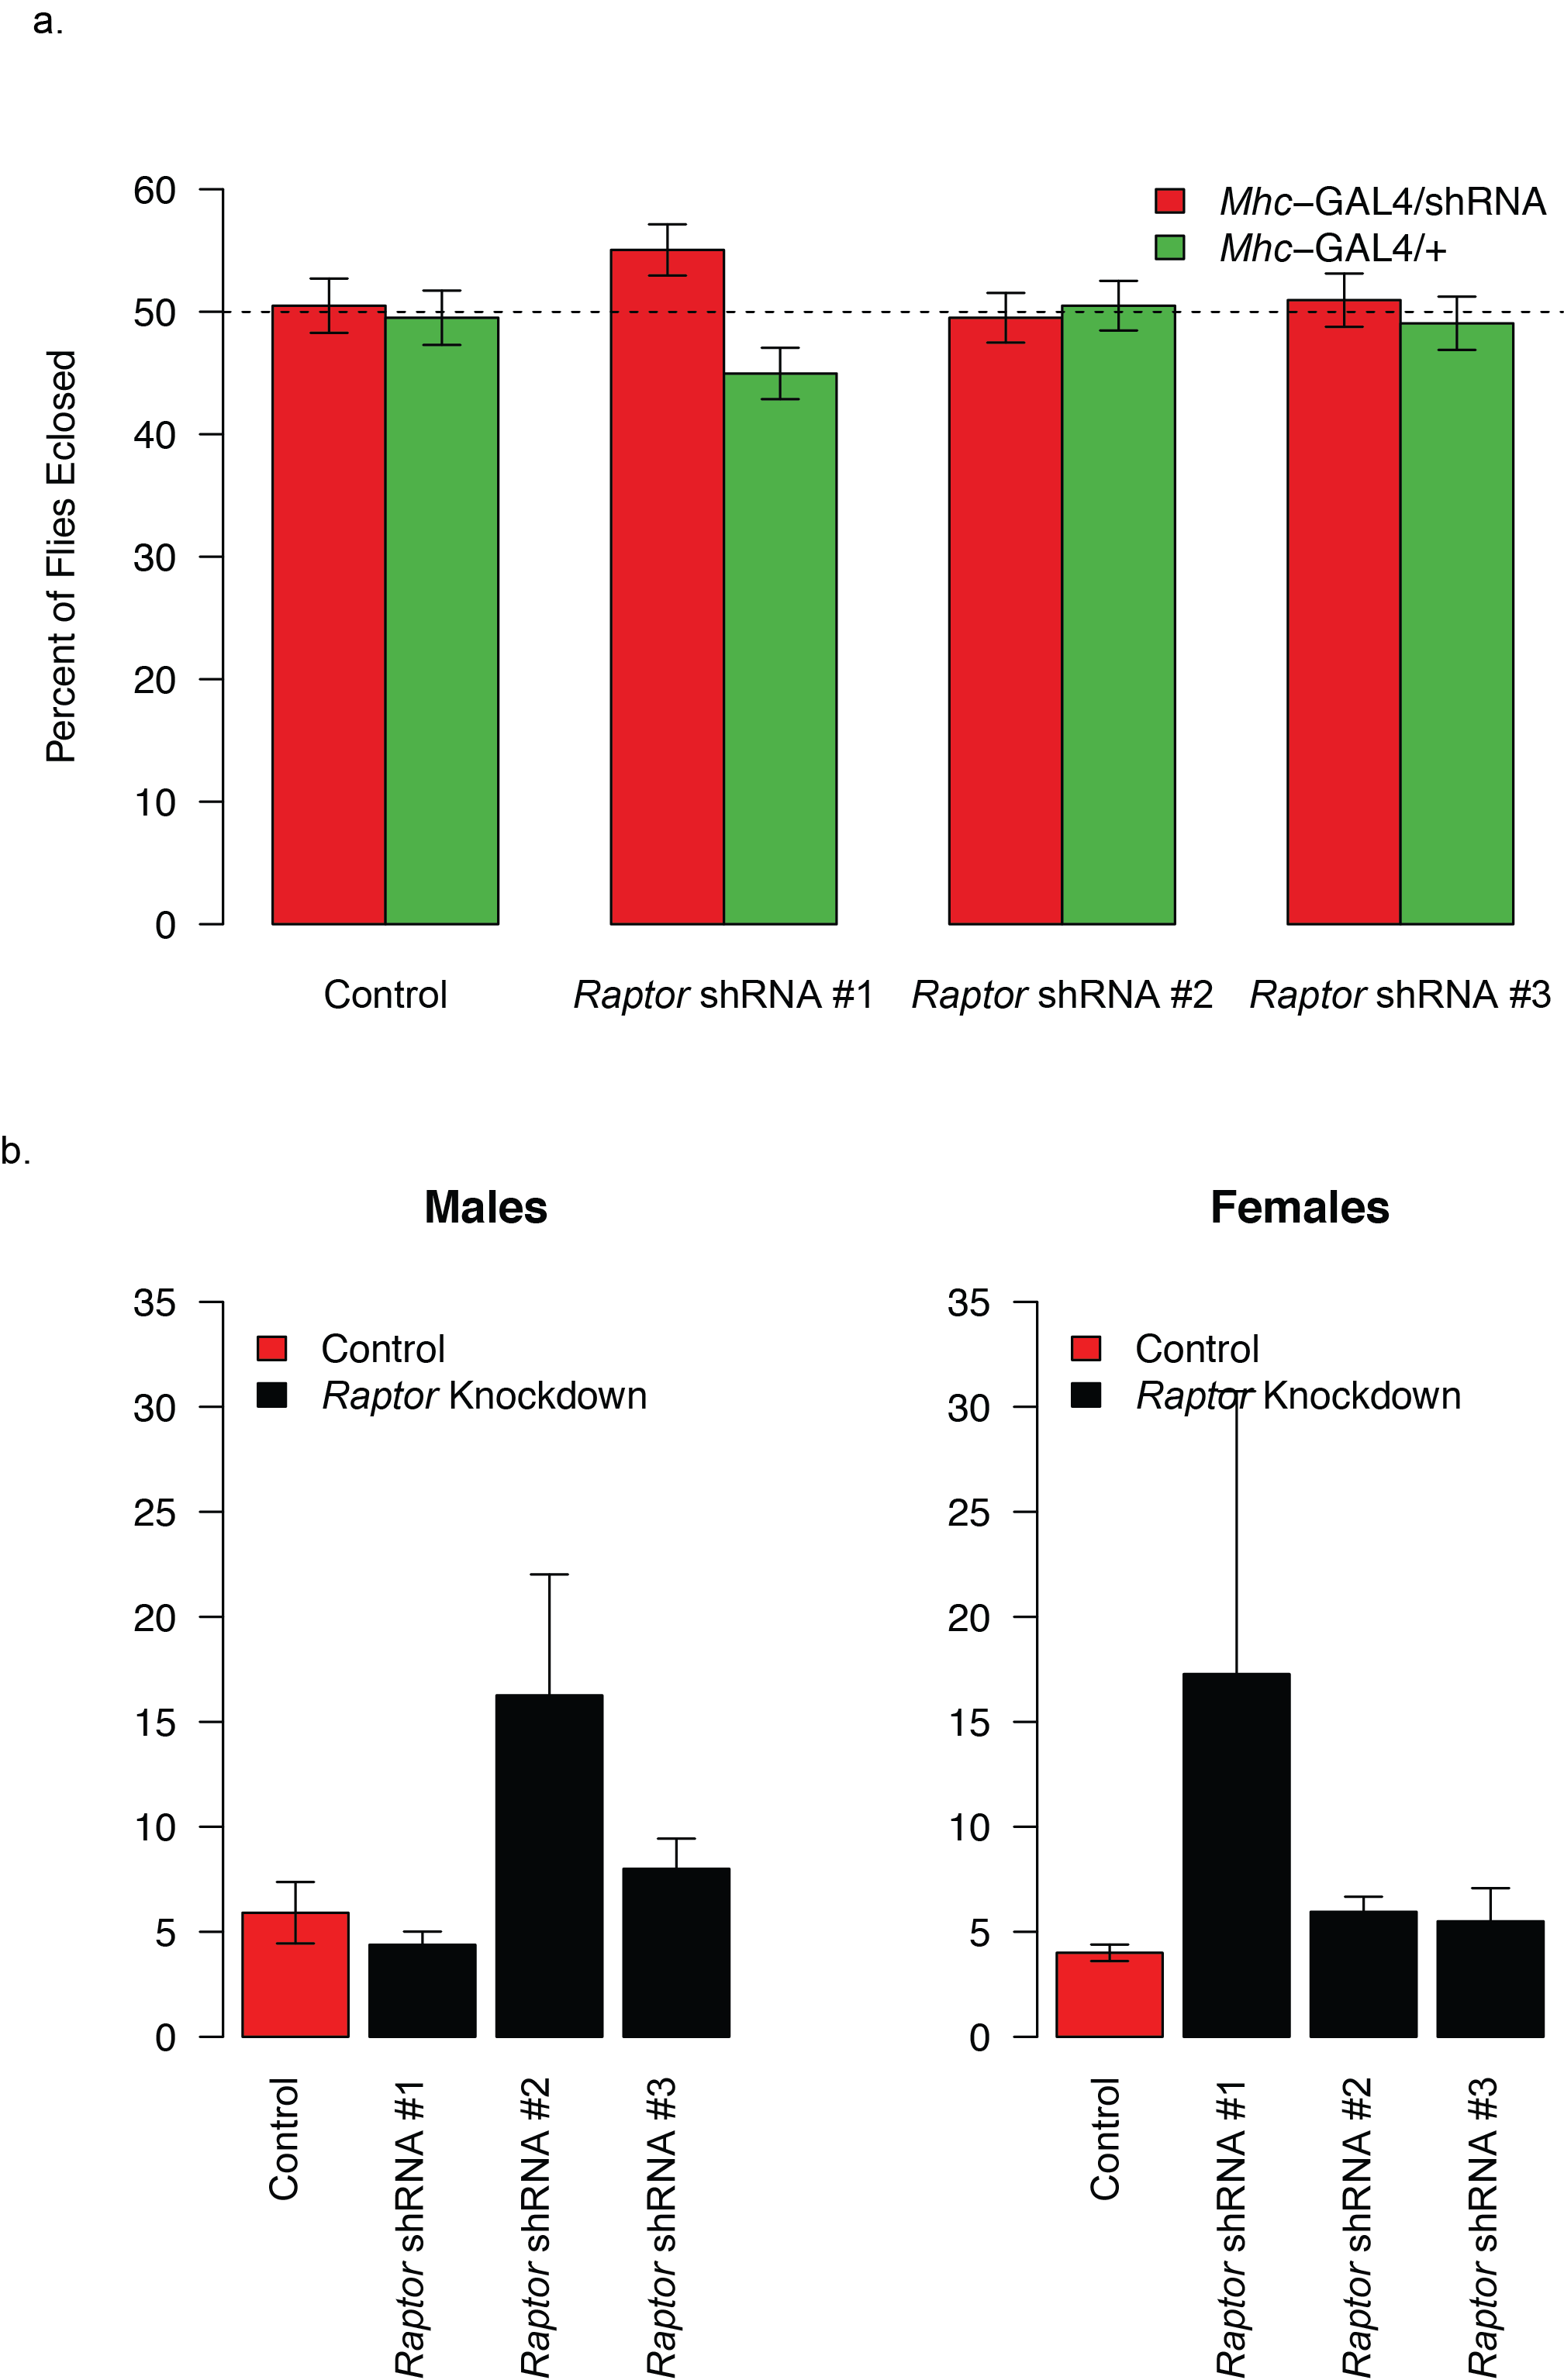 a.
Percent of Flies Eclosed
60
50
40
30
20
10
0
Mhc–GAL4/shRNA
Mhc–GAL4/+
Control
Raptor shRNA #1
Raptor shRNA #2
Raptor shRNA #3
b.
Males
35
30
25
20
15
10
5
0
Control
Raptor Knockdown
Control
Raptor shRNA #1
Raptor shRNA #2
Raptor shRNA #3
Females
35
30
25
20
15
10
5
0
Control
Raptor Knockdown
Control
Raptor shRNA #1
Raptor shRNA #2
Raptor shRNA #3